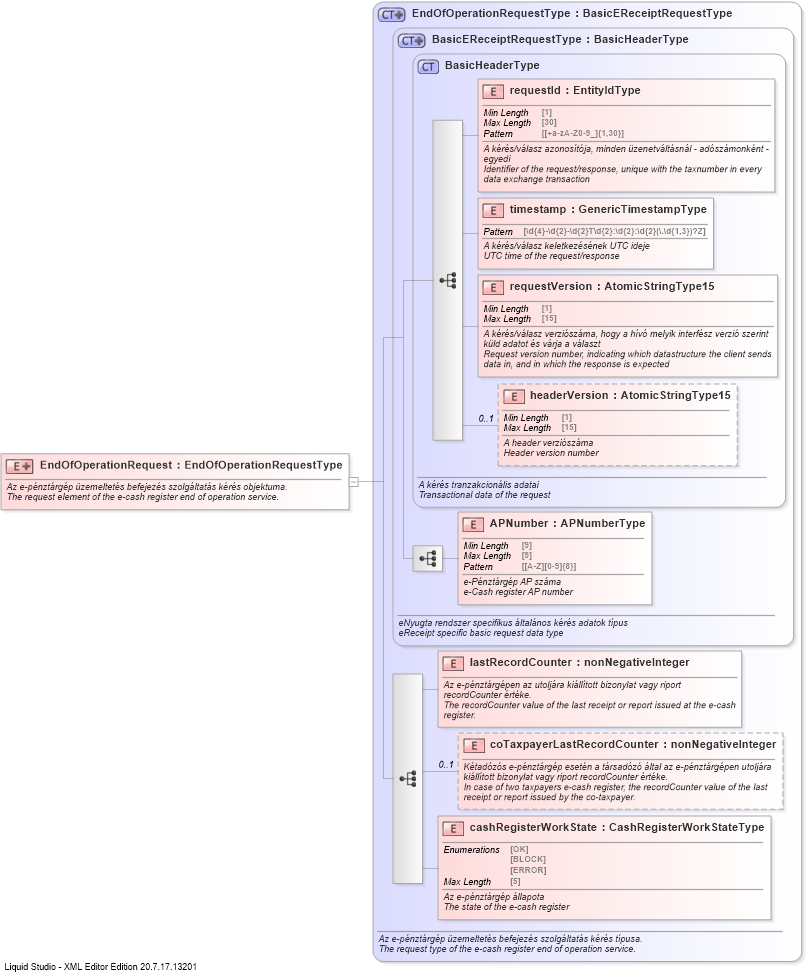 EndOfOperationRequestType : BasicEReceiptRequestType
BasicEReceiptRequestType : BasicHeaderType
BasicHeaderType
requestId : EntityIdType
Min Length [1]
Max Length [30]
Pattern [[+a-zA-Z0-9_]{1,30}]
A kérés/válasz azonosítója, minden üzenetváltásnál - adószámonként -
egyedi
Identifier of the request/response, unique with the taxnumber in every
data exchange transaction
timestamp : GenericTimestampType
Pattern [\d{4}-\d{2}-\d{2}T\d{2}:\d{2}:\d{2}(\.\d{1,3})?Z]
A kérés/válasz keletkezésének UTC ideje
UTC time of the request/response
requestVersion : AtomicStringType15
Min Length [1]
Max Length [15]
A kérés/válasz verziószáma, hogy a hívó melyik interfész verzió szerint
küld adatot és várja a választ
Request version number, indicating which datastructure the client sends
data in, and in which the response is expected
headerVersion : AtomicStringType15
0..1
Min Length [1]
Max Length [15]
A header verziószáma
Header version number
A kérés tranzakcionális adatai
Transactional data of the request
EndOfOperationRequest : EndOfOperationRequestType
Az e-pénztárgép üzemeltetés befejezés szolgáltatás kérés objektuma.
The request element of the e-cash register end of operation service.
APNumber : APNumberType
Min Length [9]
Max Length [9]
Pattern [[A-Z][0-9]{8}]
e-Pénztárgép AP száma
e-Cash register AP number
eNyugta rendszer specifikus általános kérés adatok típus
eReceipt specific basic request data type
lastRecordCounter : nonNegativeInteger
Az e-pénztárgépen az utoljára kiállított bizonylat vagy riport
recordCounter értéke.
The recordCounter value of the last receipt or report issued at the e-cash
register.
coTaxpayerLastRecordCounter : nonNegativeInteger
0..1
Kétadózós e-pénztárgép esetén a társadózó által az e-pénztárgépen utoljára
kiállított bizonylat vagy riport recordCounter értéke.
In case of two taxpayers e-cash register, the recordCounter value of the last
receipt or report issued by the co-taxpayer.
cashRegisterWorkState : CashRegisterWorkStateType
Enumerations [OK]
[BLOCK]
[ERROR]
Max Length [5]
Az e-pénztárgép állapota
The state of the e-cash register
Az e-pénztárgép üzemeltetés befejezés szolgáltatás kérés típusa.
The request type of the e-cash register end of operation service.
Liquid Studio - XML Editor Edition 20.7.17.13201